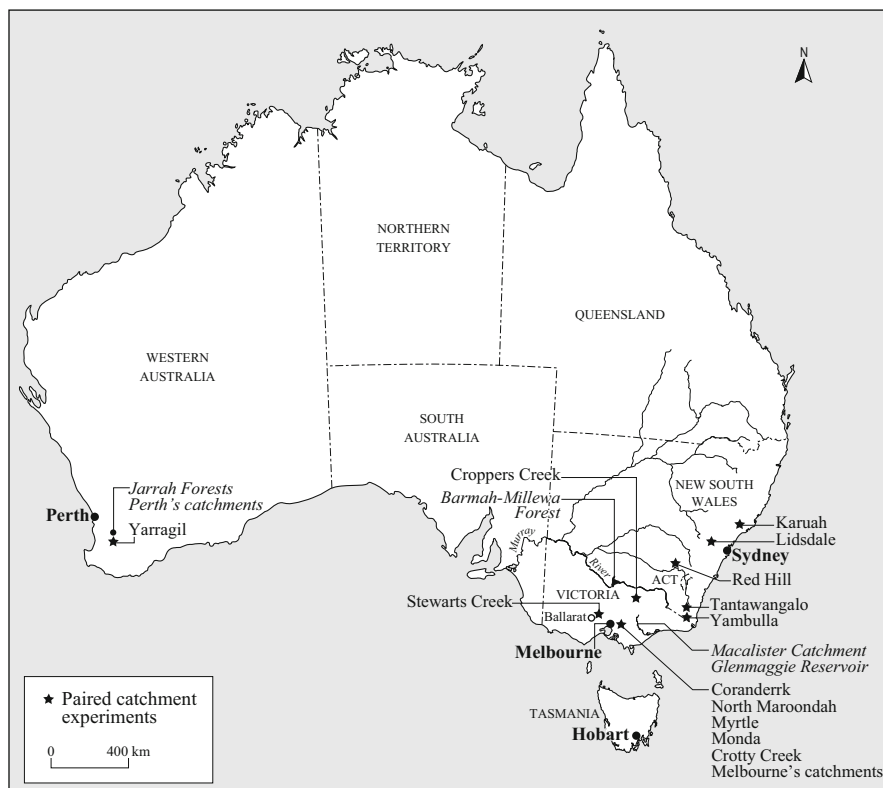 N
NORTHERN
TERRITORY
QUEENSLAND
WESTERN
AUSTRALIA
SOUTH
AUSTRALIA
Croppers Creek
Barmah-Millewa
Forest
NEW SOUTH
WALES
Jarrah Forests
Perth's catchments
Perth
Yarragil
Karuah
Lidsdale
Sydney
Murray
River
ACT
Red Hill
VICTORIA
Stewarts Creek
Ballarat
Tantawangalo
Yambulla
Melbourne
Macalister Catchment
Glenmaggie Reservoir
Coranderrk
North Maroondah
Myrtle
Monda
Crotty Creek
Melbourne's catchments
TASMANIA
Hobart
Paired catchment
experiments
0 400 km